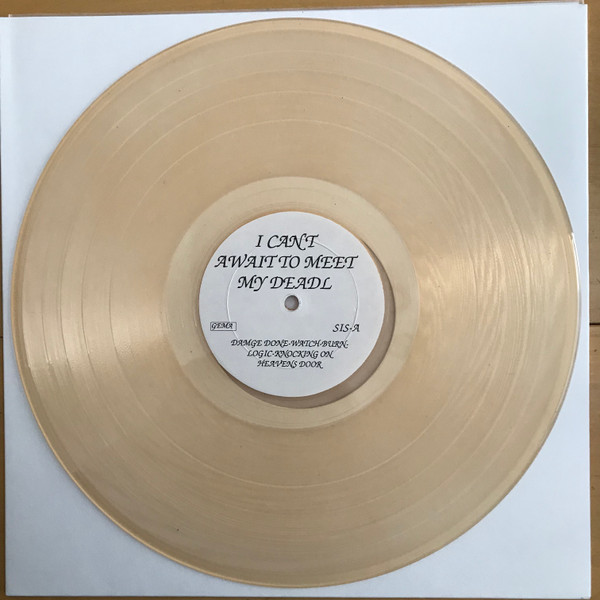 I CAN'T
AWAIT TO MEET
MY DEADL
GEMA
SIS-A
DAMGE DONE-WATCH-BURN-
LOGIC-KNOCKING ON
HEAVENS DOOR